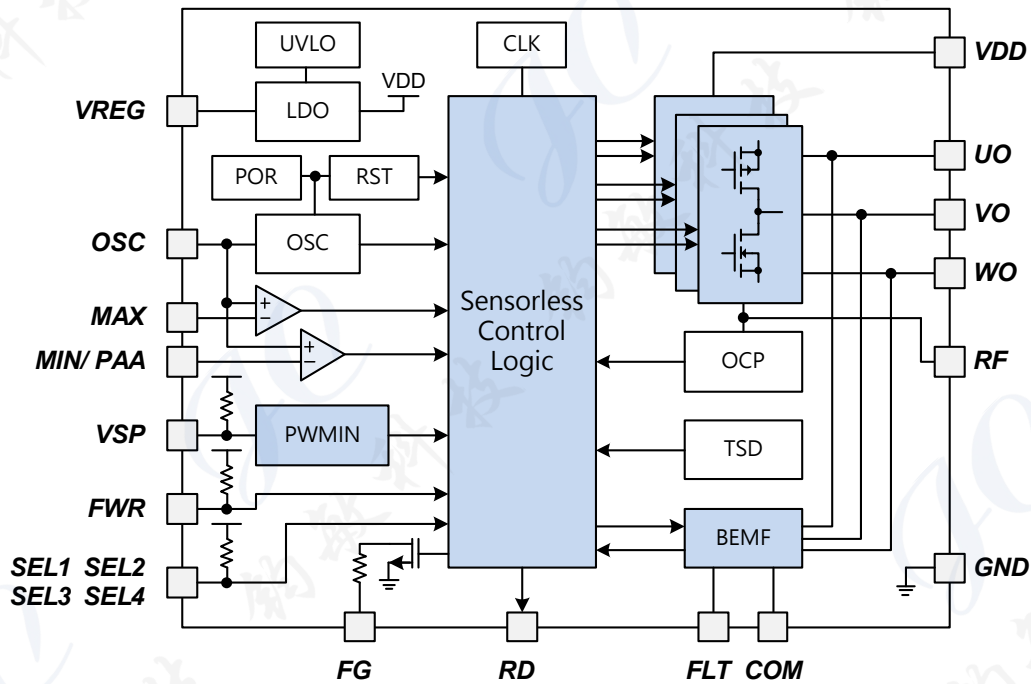 UVLO
CLK
VDD
VDD
VREG
LDO
POR
RST
UO
VO
OSC
OSC
WO
MAX
Sensorless
Control
Logic
MIN/ PAA
OCP
RF
VSP
PWMIN
TSD
FWR
BEMF
SEL1 SEL2
SEL3 SEL4
GND
FG
RD
FLT COM